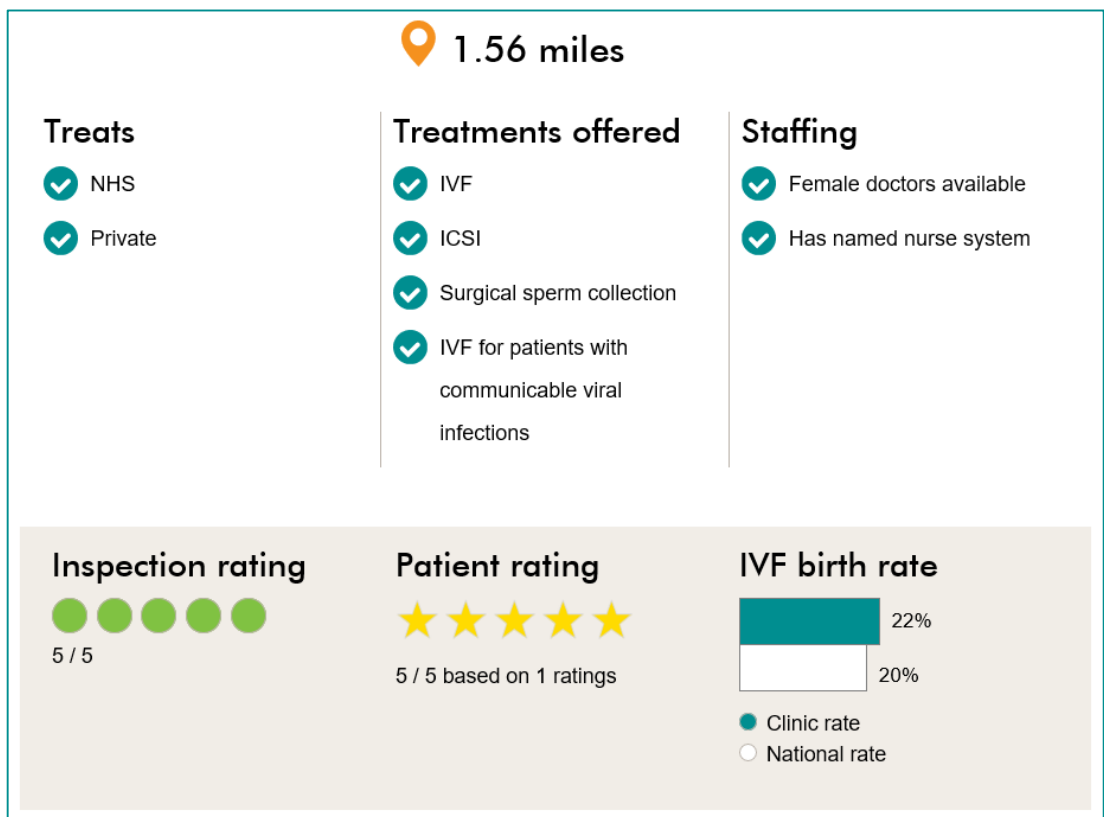 1.56 miles
Treats
NHS
Private
Treatments offered
IVF
ICSI
Surgical sperm collection
IVF for patients with
communicable viral
infections
Staffing
Female doctors available
Has named nurse system
Inspection rating
5 / 5
Patient rating
5 / 5 based on 1 ratings
IVF birth rate
22%
20%
Clinic rate
National rate